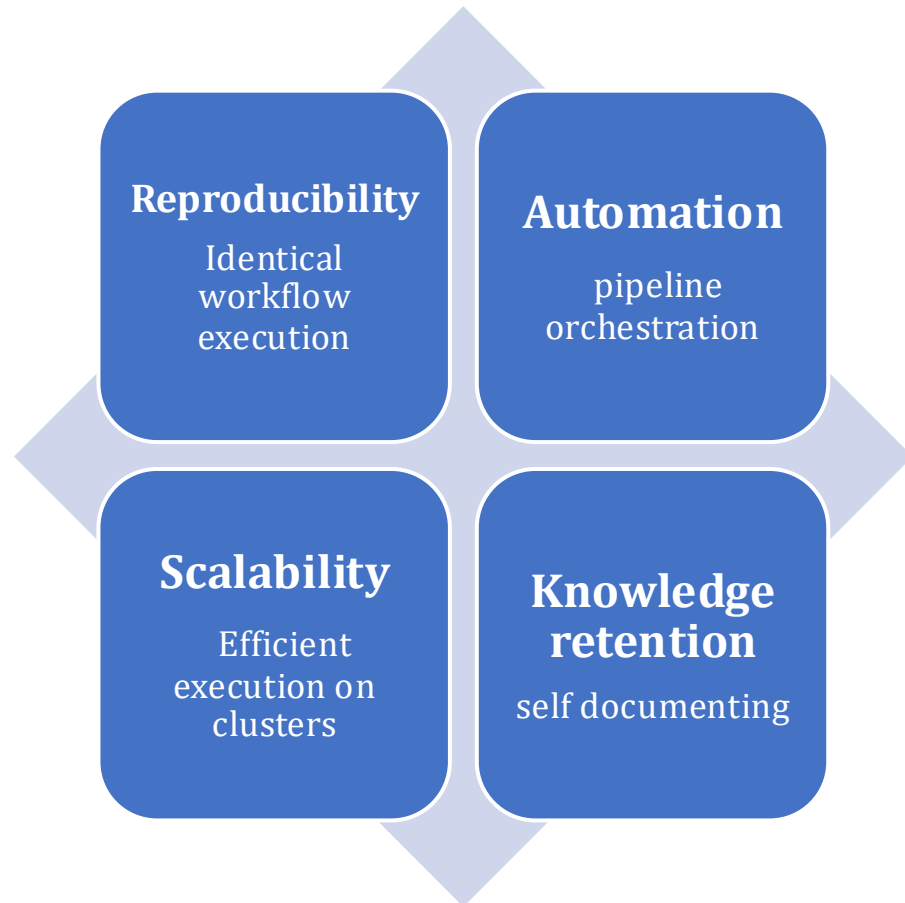 Reproducibility
Identical
workflow
execution
Automation
pipeline
orchestration
Scalability
Efficient
execution on
clusters
Knowledge
retention
self documenting